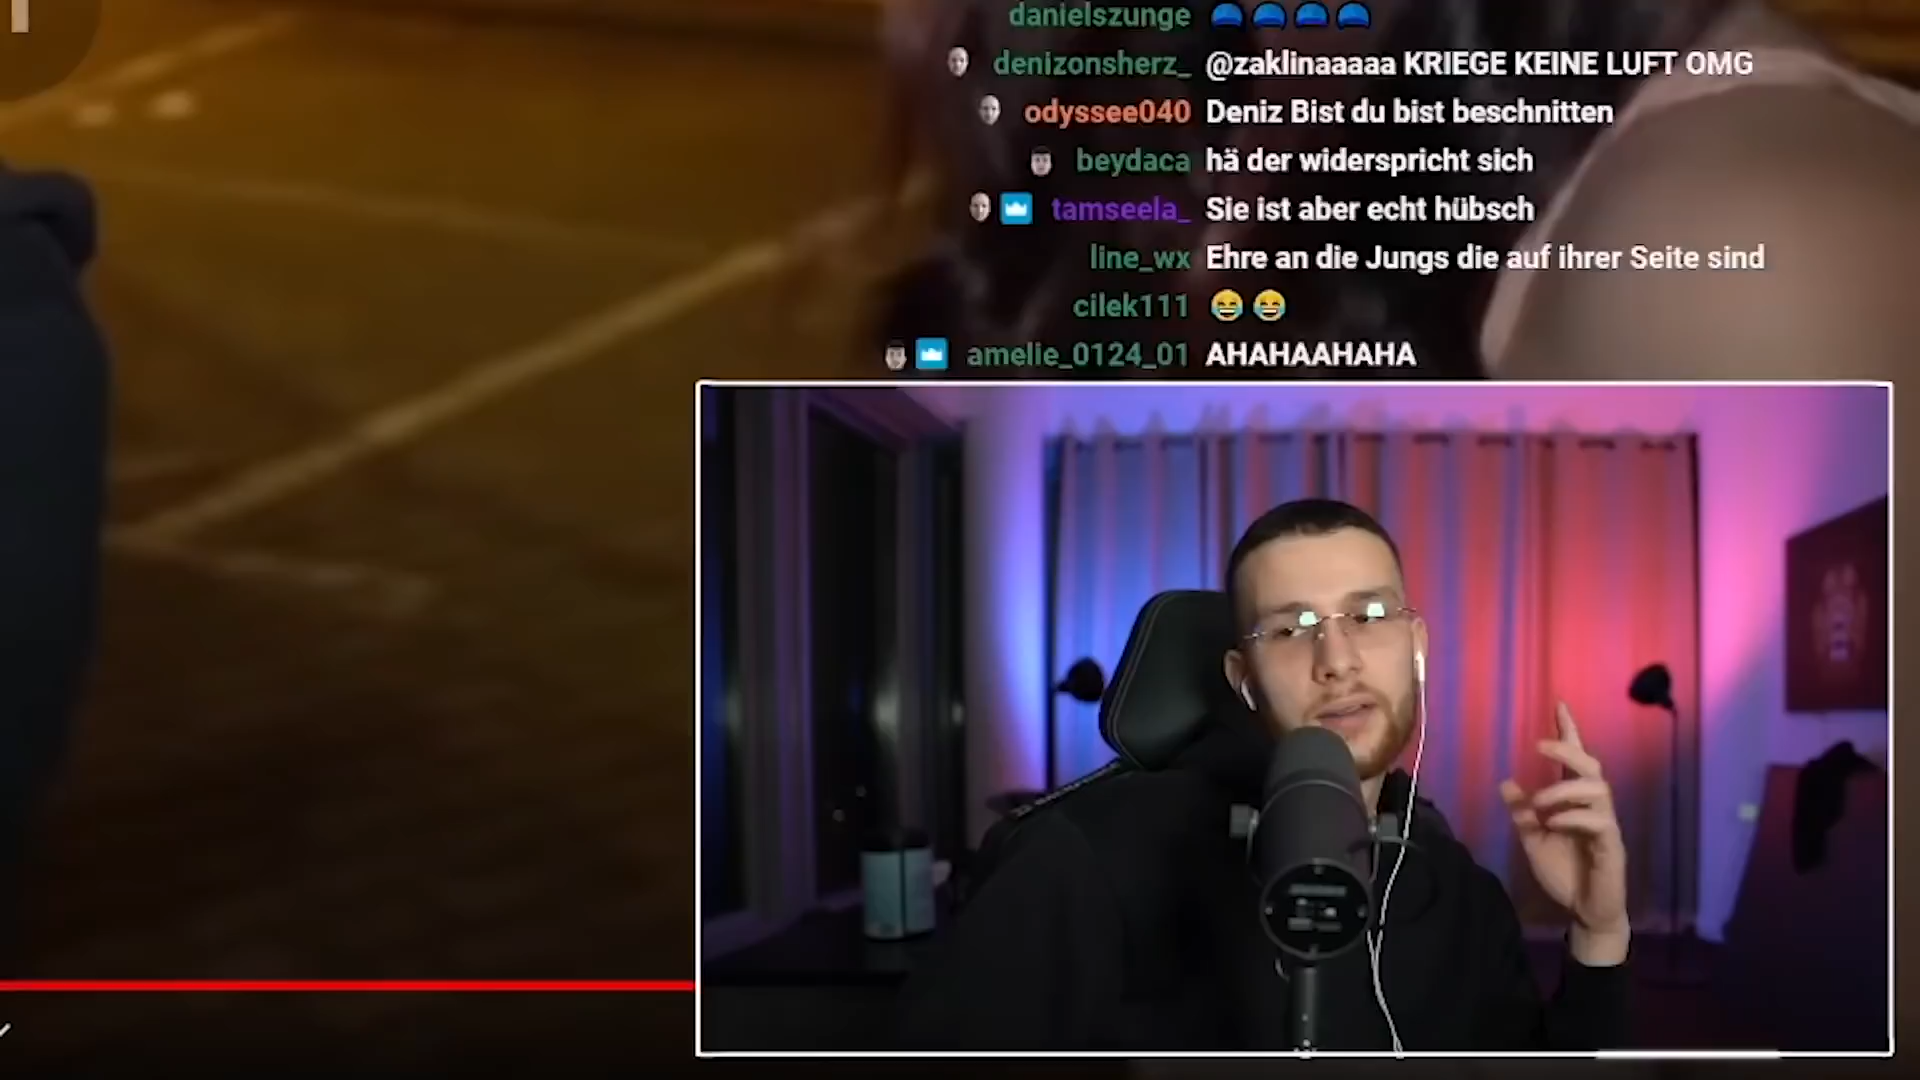 danielszunge
denizonsherz_ @zaklinaaaaa KRIEGE KEINE LUFT OMG
odyssee040 Deniz Bist du bist beschnitten
beydaca hä der widerspricht sich
tamseela_ Sie ist aber echt hübsch
line_wx Ehre an die Jungs die auf ihrer Seite sind
cilek111 😂 😂
amelie_0124_01 AHAHAAHAHA